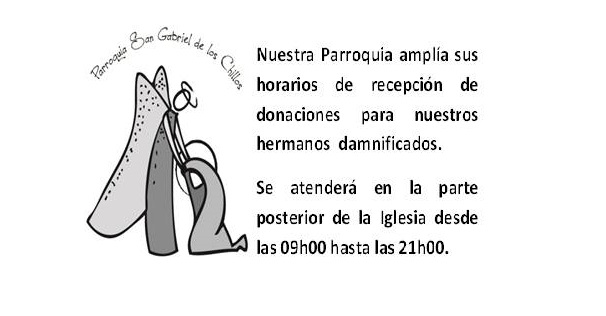 Parroquia San Gabriel de los Chillos
Nuestra Parroquia amplía sus
horarios de recepción de
donaciones para nuestros
hermanos damnificados.
Se atenderá en la parte
posterior de la Iglesia desde
las 09h00 hasta las 21h00.